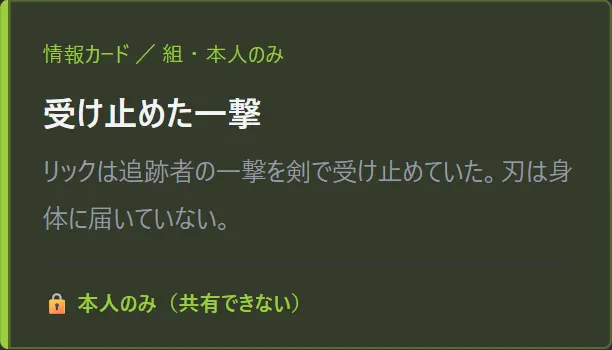 情報カード ／ 組 · 本人のみ
受け止めた一撃
リックは追跡者の一撃を剣で受け止めていた。刃は身
体に届いていない。
🔒 本人のみ（共有できない）